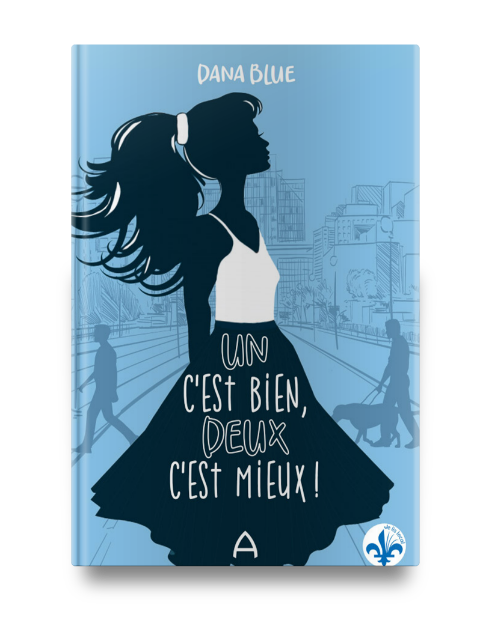 DANA BLUE
UN
C'EST BIEN,
DEUX
C'EST MIEUX !
A